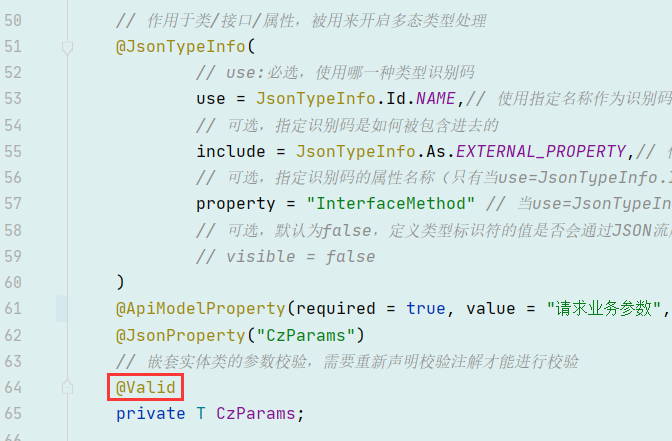 50 // 作用于类/接口/属性，被用来开启多态类型处理
51 @JsonTypeInfo(
52 // use:必选，使用哪一种类型识别码
53 use = JsonTypeInfo.Id.NAME,// 使用指定名称作为识别码
54 // 可选，指定识别码是如何被包含进去的
55 include = JsonTypeInfo.As.EXTERNAL_PROPERTY,//
56 // 可选，指定识别码的属性名称（只有当use=JsonTypeInfo.
57 property = "InterfaceMethod" // 当use=JsonTypeIn
58 // 可选，默认为false，定义类型标识符的值是否会通过JSON流
59 // visible = false
60 )
61 @ApiModelProperty(required = true, value = "请求业务参数",
62 @JsonProperty("CzParams")
63 // 嵌套实体类的参数校验，需要重新声明校验注解才能进行校验
64 @Valid
65 private T CzParams;